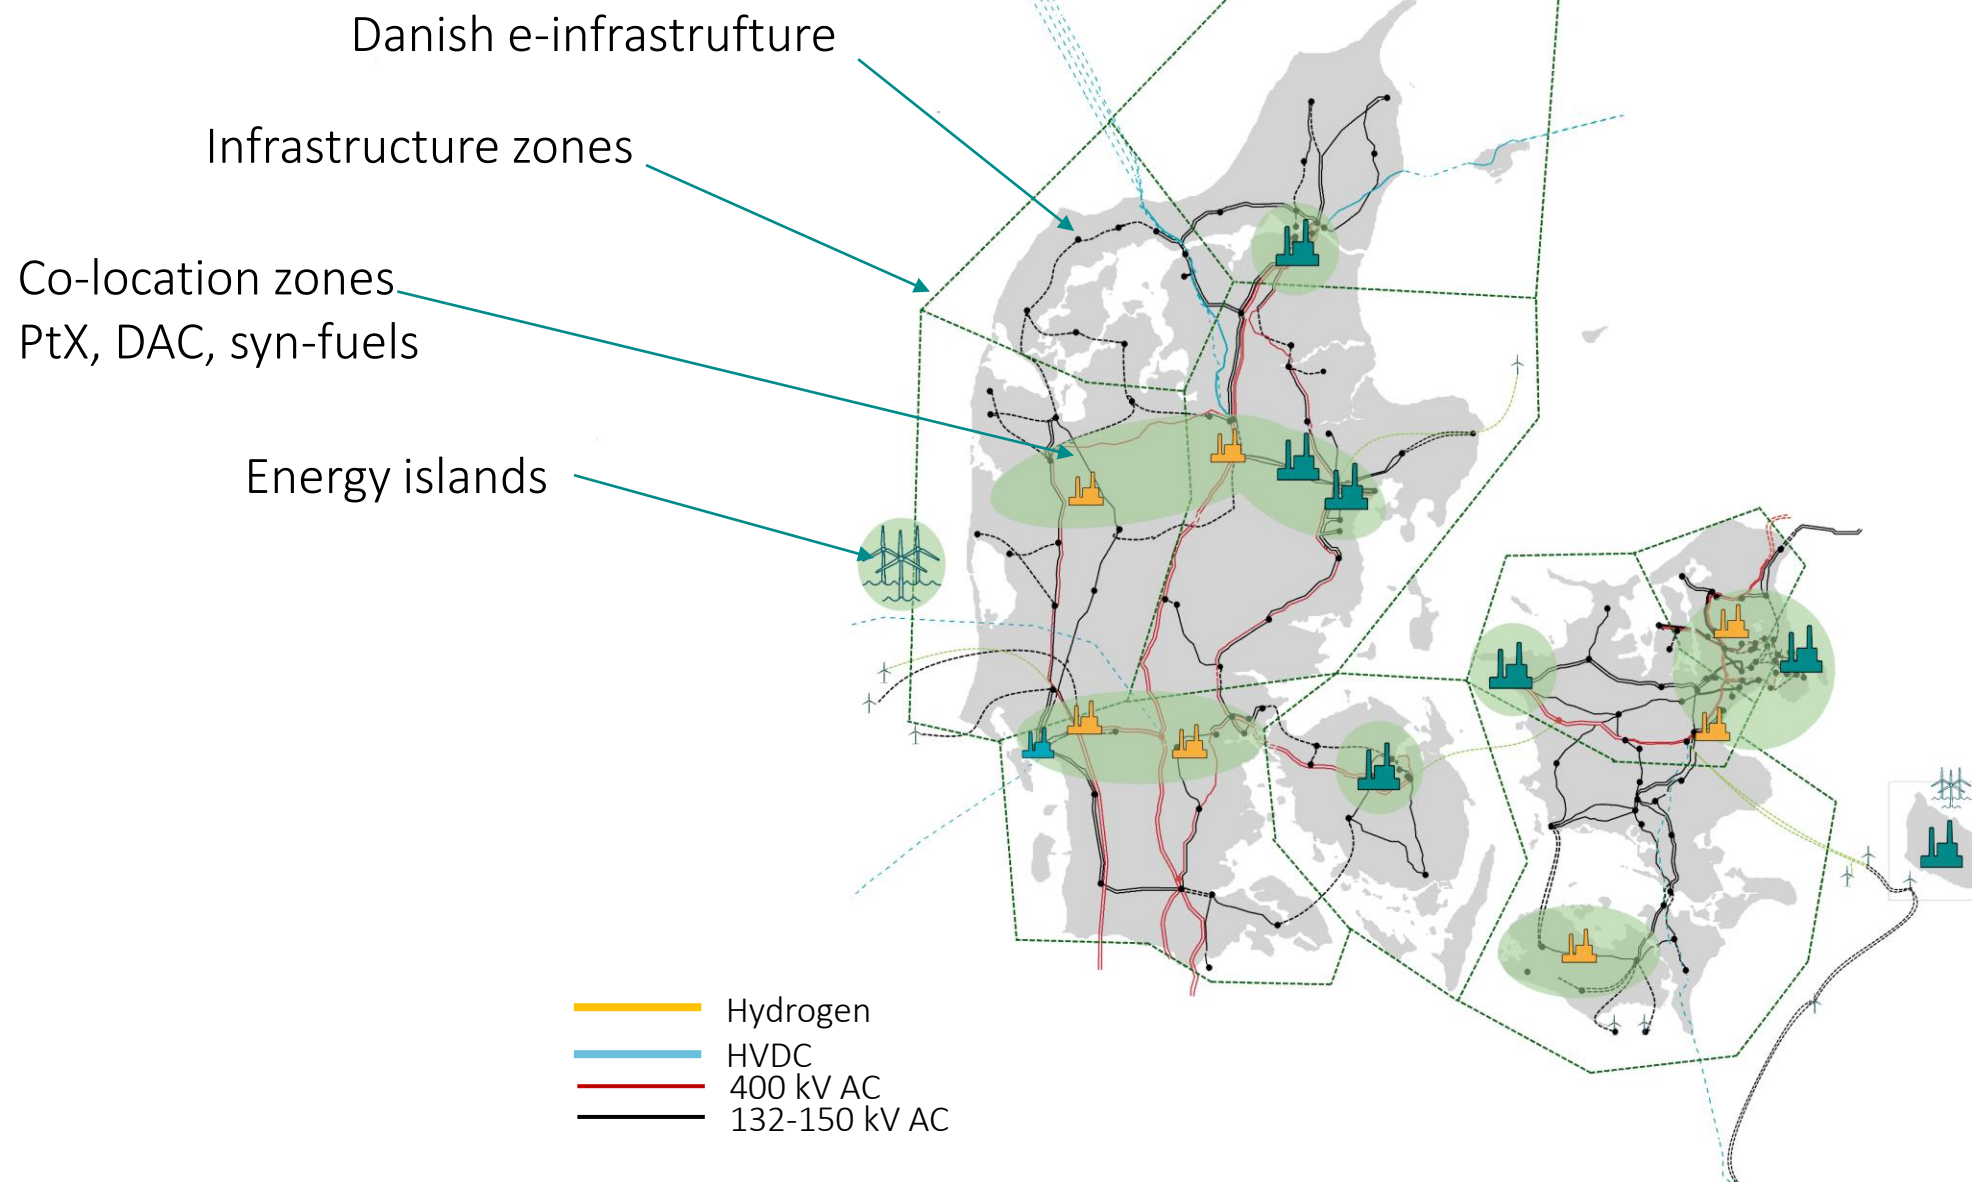 Danish e-infrastrufture
Infrastructure zones
Co-location zones
PtX, DAC, syn-fuels
Energy islands
Hydrogen
HVDC
400 kV AC
132-150 kV AC